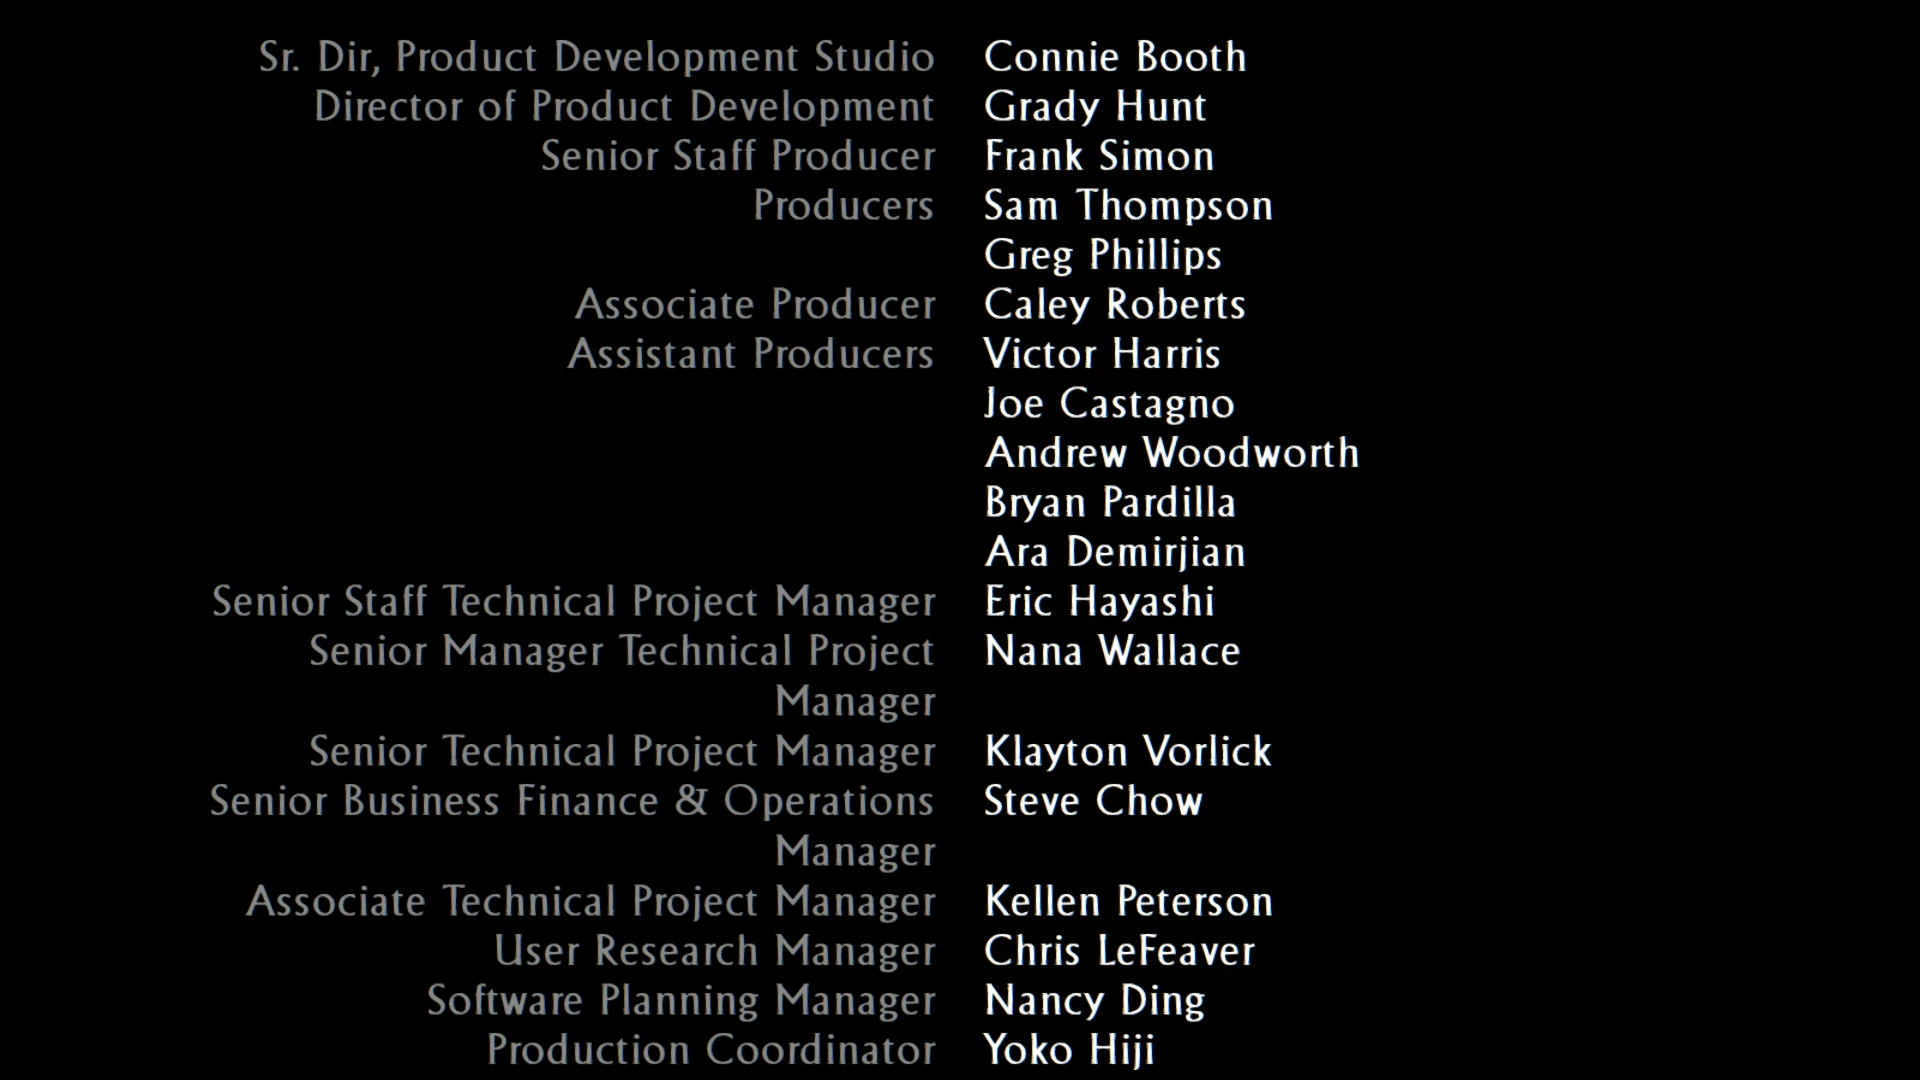 Sr. Dir, Product Development Studio Connie Booth
Director of Product Development Grady Hunt
Senior Staff Producer Frank Simon
Producers Sam Thompson
Greg Phillips
Associate Producer Caley Roberts
Assistant Producers Victor Harris
Joe Castagno
Andrew Woodworth
Bryan Pardilla
Ara Demirjian
Senior Staff Technical Project Manager Eric Hayashi
Senior Manager Technical Project Nana Wallace
Manager
Senior Technical Project Manager Klayton Vorlick
Senior Business Finance & Operations Steve Chow
Manager
Associate Technical Project Manager Kellen Peterson
User Research Manager Chris LeFeaver
Software Planning Manager Nancy Ding
Production Coordinator Yoko Hiji